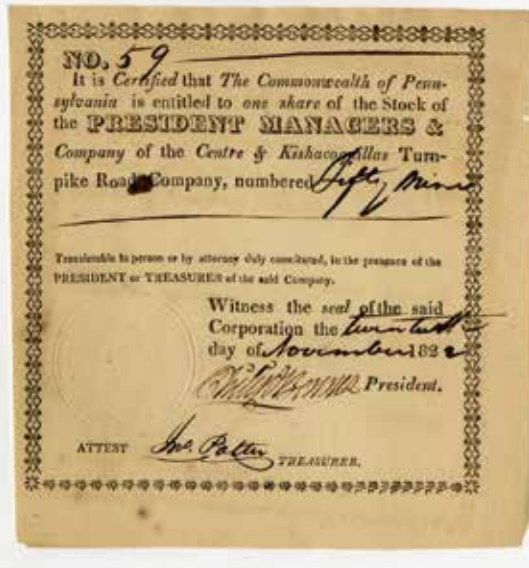 NO. 59
It is Certified that The Commonwealth of Penn-
sylvania is entitled to one share of the Stock of
the PRESIDENT MANAGERS &
Company of the Centre & Kishacoquillas Turn-
pike Road Company, numbered Fifty Nine
Transferable in person or by attorney duly constituted, in the presence of the
PRESIDENT or TREASURER of the said Company.
Witness the seal of the said
Corporation the twentieth
day of November 1822
President.
ATTEST Jno. Potter
TREASURER.